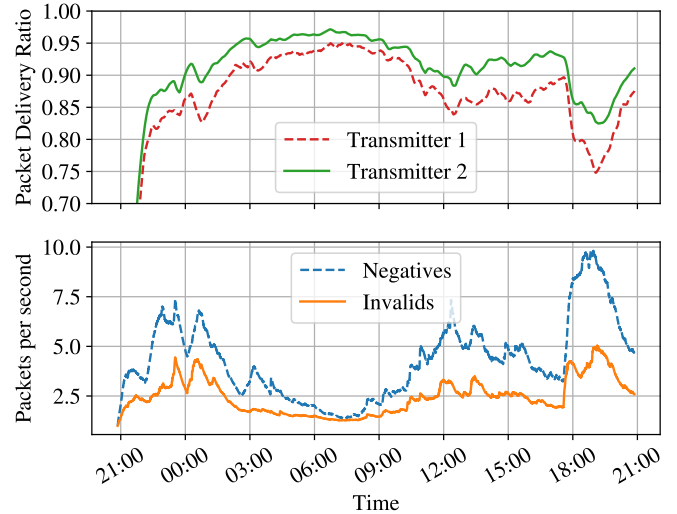 Packet Delivery Ratio
1.00
0.95
0.90
0.85
0.80
0.75
0.70
Transmitter 1
Transmitter 2
Packets per second
10.0
7.5
5.0
2.5
Negatives
Invalids
21:00 00:00 03:00 06:00 09:00 12:00 15:00 18:00 21:00
Time